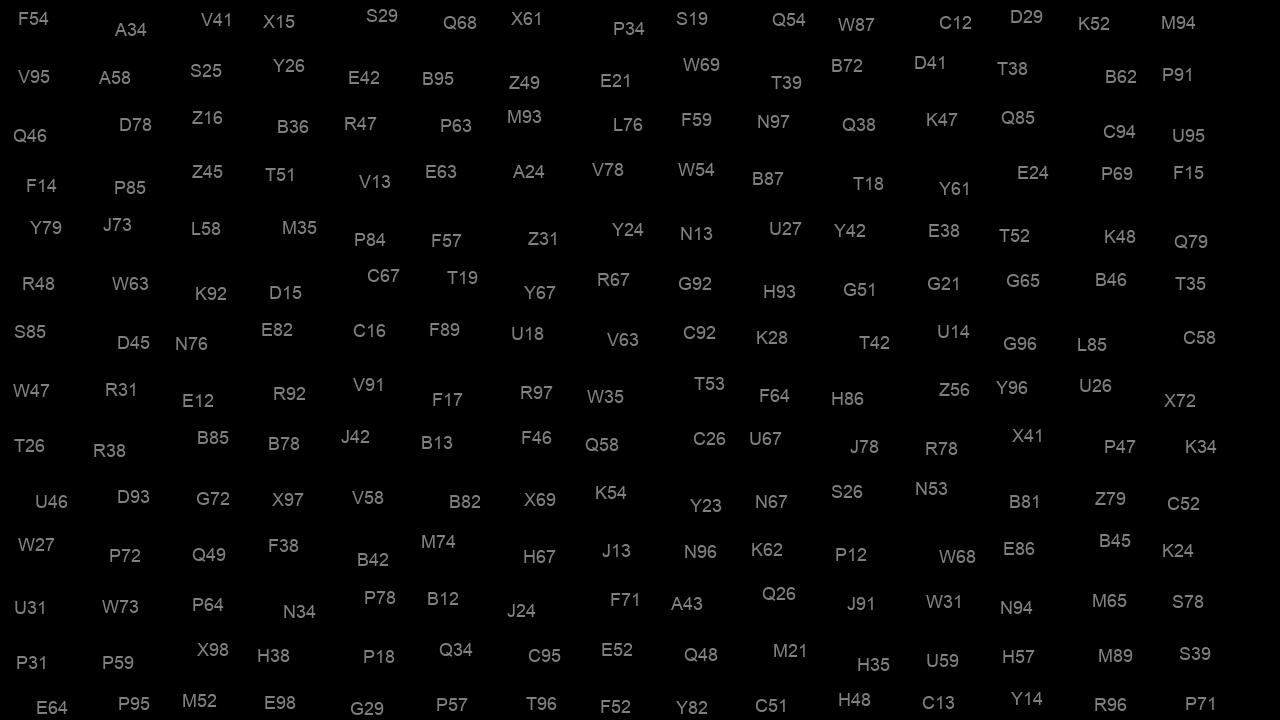 F54 A34 V41 X15 S29 Q68 X61 P34 S19 Q54 W87 C12 D29 K52 M94
V95 A58 S25 Y26 E42 B95 Z49 E21 W69 T39 B72 D41 T38 B62 P91
Q46 D78 Z16 B36 R47 P63 M93 L76 F59 N97 Q38 K47 Q85 C94 U95
F14 P85 Z45 T51 V13 E63 A24 V78 W54 B87 T18 Y61 E24 P69 F15
Y79 J73 L58 M35 P84 F57 Z31 Y24 N13 U27 Y42 E38 T52 K48 Q79
R48 W63 K92 D15 C67 T19 Y67 R67 G92 H93 G51 G21 G65 B46 T35
S85 D45 N76 E82 C16 F89 U18 V63 C92 K28 T42 U14 G96 L85 C58
W47 R31 E12 R92 V91 F17 R97 W35 T53 F64 H86 Z56 Y96 U26 X72
T26 R38 B85 B78 J42 B13 F46 Q58 C26 U67 J78 R78 X41 P47 K34
U46 D93 G72 X97 V58 B82 X69 K54 Y23 N67 S26 N53 B81 Z79 C52
W27 P72 Q49 F38 B42 M74 H67 J13 N96 K62 P12 W68 E86 B45 K24
U31 W73 P64 N34 P78 B12 J24 F71 A43 Q26 J91 W31 N94 M65 S78
P31 P59 X98 H38 P18 Q34 C95 E52 Q48 M21 H35 U59 H57 M89 S39
E64 P95 M52 E98 G29 P57 T96 F52 Y82 C51 H48 C13 Y14 R96 P71